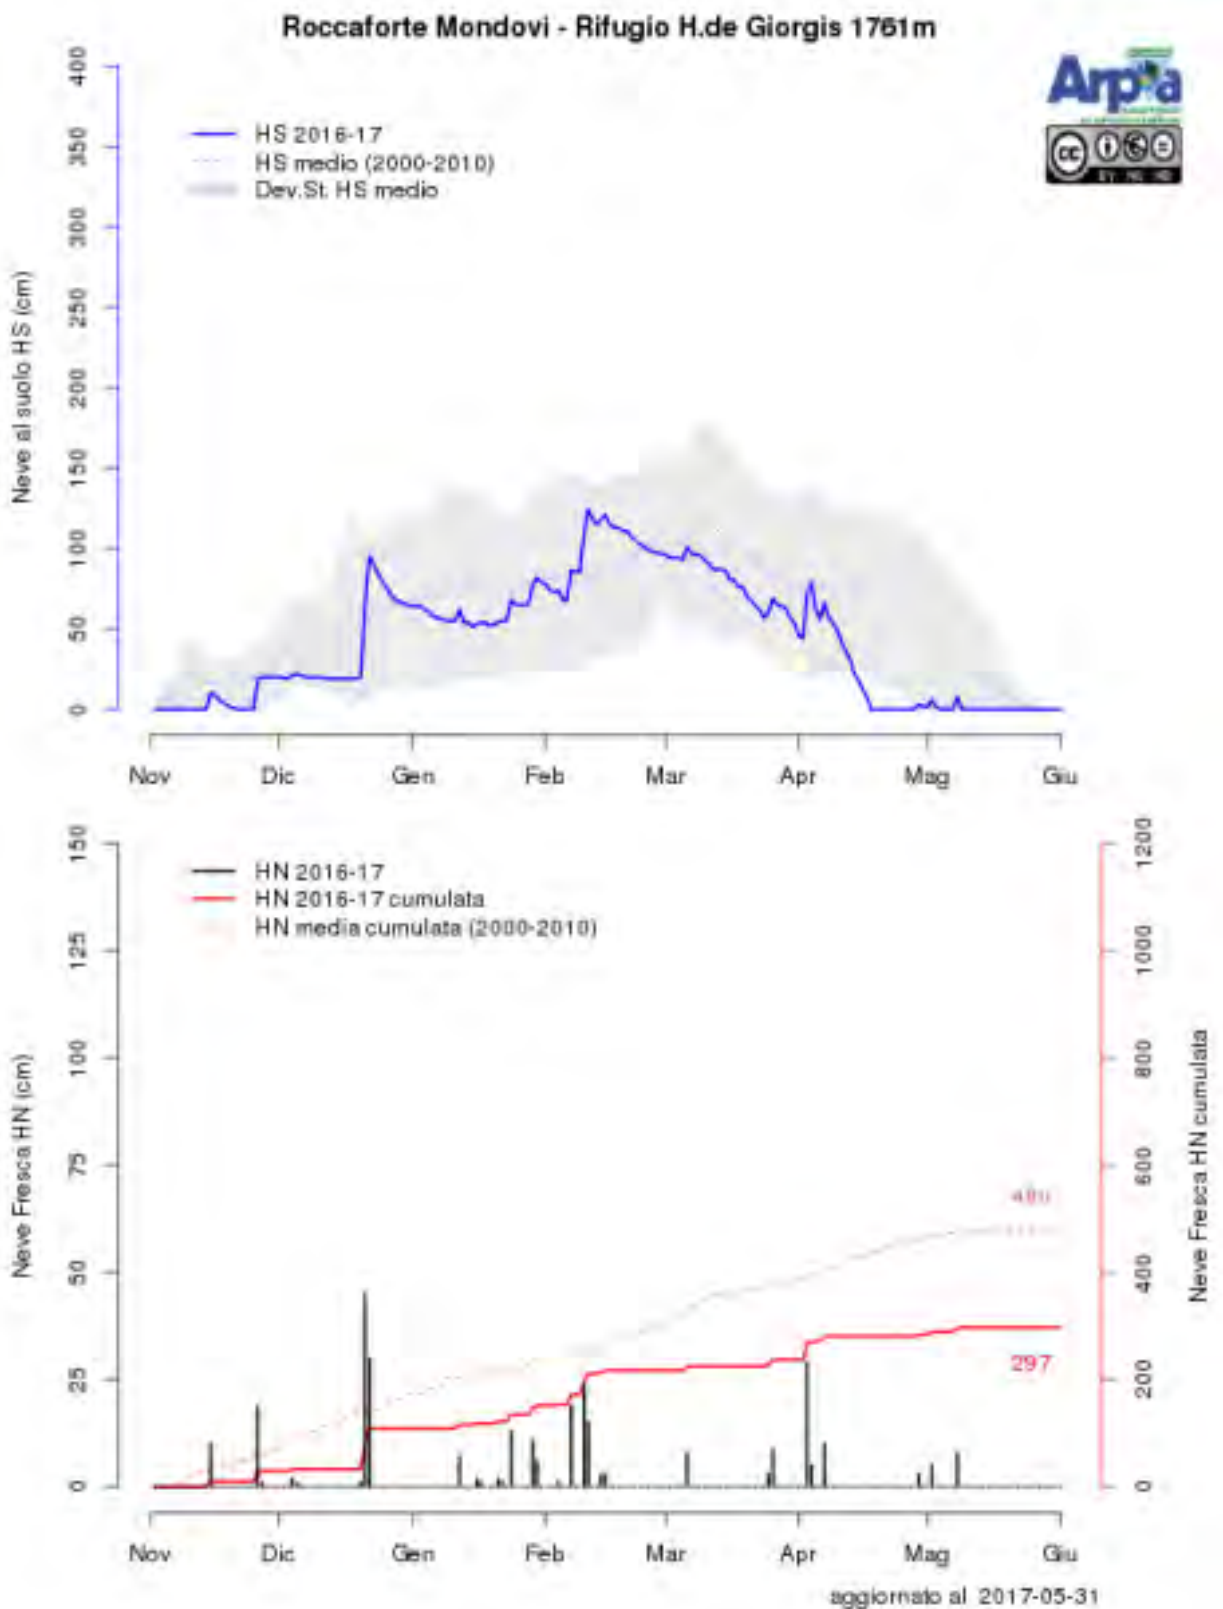 Roccaforte Mondovi - Rifugio H.de Giorgis 1761m
Arpa
cc
HS 2016-17
HS medio (2000-2010)
Dev.St. HS medio
Neve al suolo HS (cm)
400
350
300
250
200
150
100
50
0
Nov Dic Gen Feb Mar Apr Mag Giu
HN 2016-17
HN 2016-17 cumulata
HN media cumulata (2000-2010)
Neve Fresca HN (cm)
150
125
100
75
50
25
0
1200
1000
800
600
400
200
0
Neve Fresca HN cumulata
480
297
Nov Dic Gen Feb Mar Apr Mag Giu
aggiornato al 2017-05-31